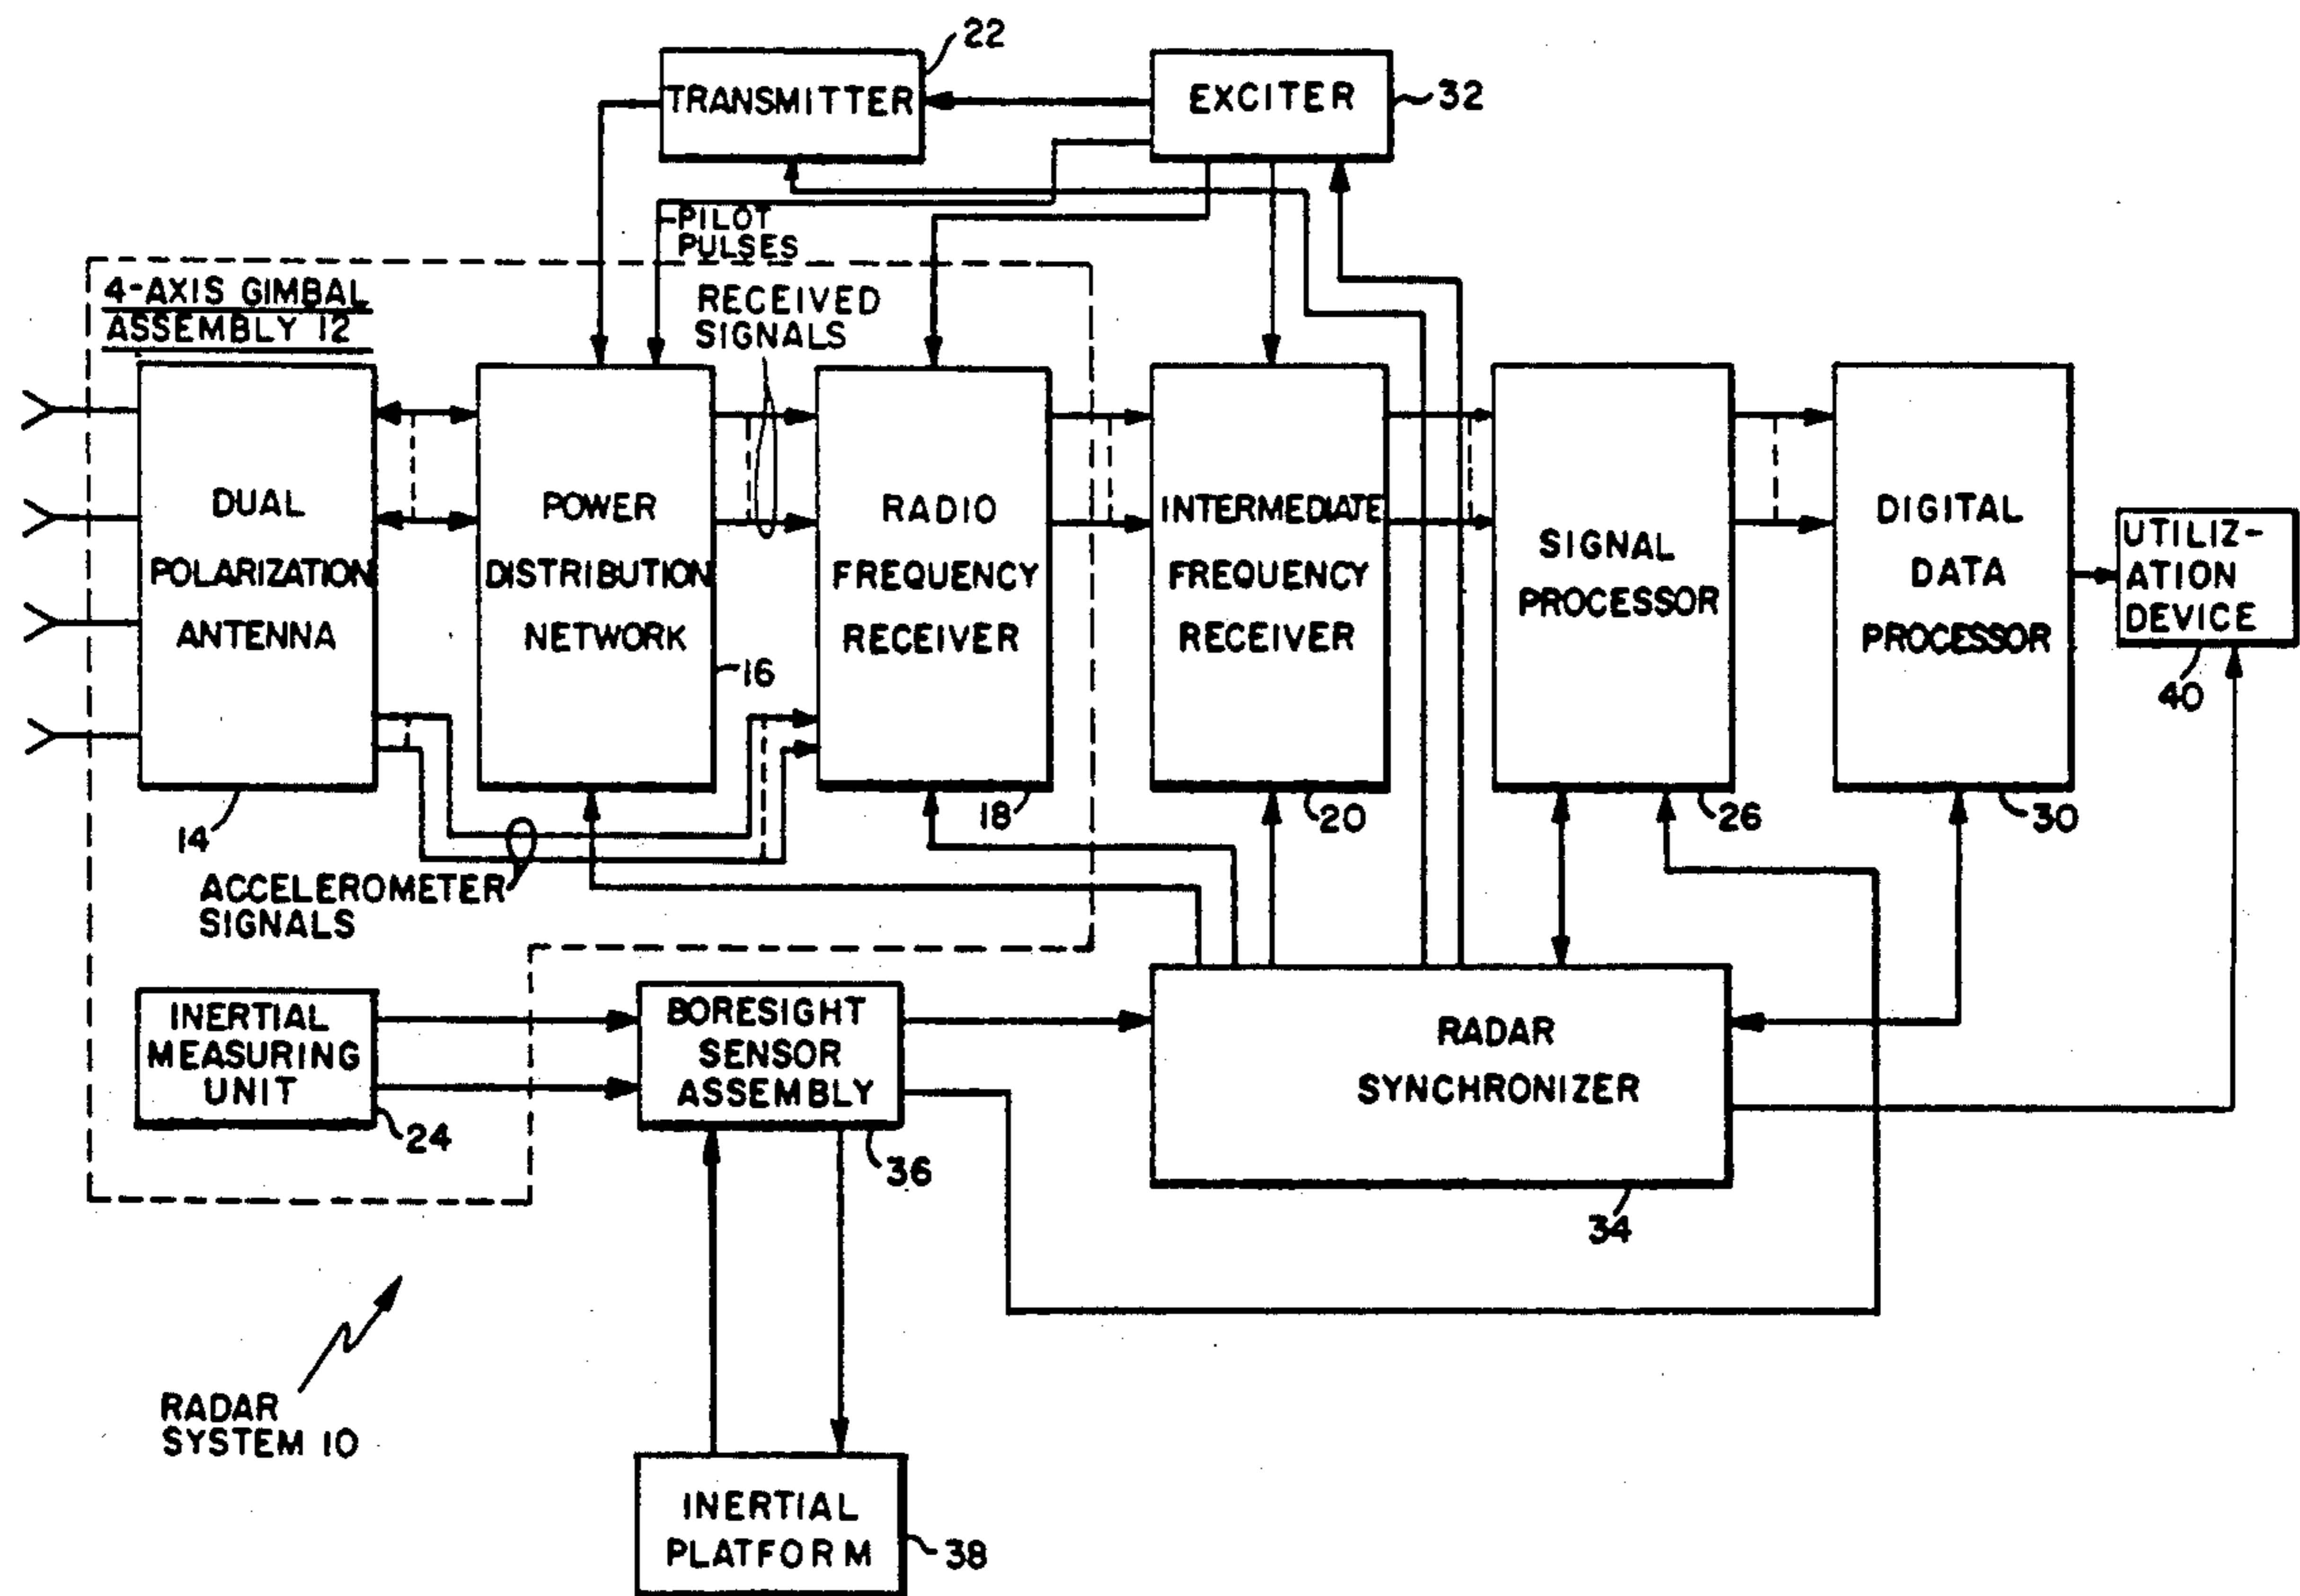 22
TRANSMITTER
EXCITER
32
PILOT
PULSES
4-AXIS GIMBAL
ASSEMBLY 12
RECEIVED
SIGNALS
DUAL
POLARIZATION
ANTENNA
14
POWER
DISTRIBUTION
NETWORK
16
RADIO
FREQUENCY
RECEIVER
18
INTERMEDIATE
FREQUENCY
RECEIVER
20
SIGNAL
PROCESSOR
26
DIGITAL
DATA
PROCESSOR
30
UTILIZ-
ATION
DEVICE
40
ACCELEROMETER
SIGNALS
INERTIAL
MEASURING
UNIT
24
BORESIGHT
SENSOR
ASSEMBLY
36
RADAR
SYNCHRONIZER
34
RADAR
SYSTEM 10
INERTIAL
PLATFORM
38